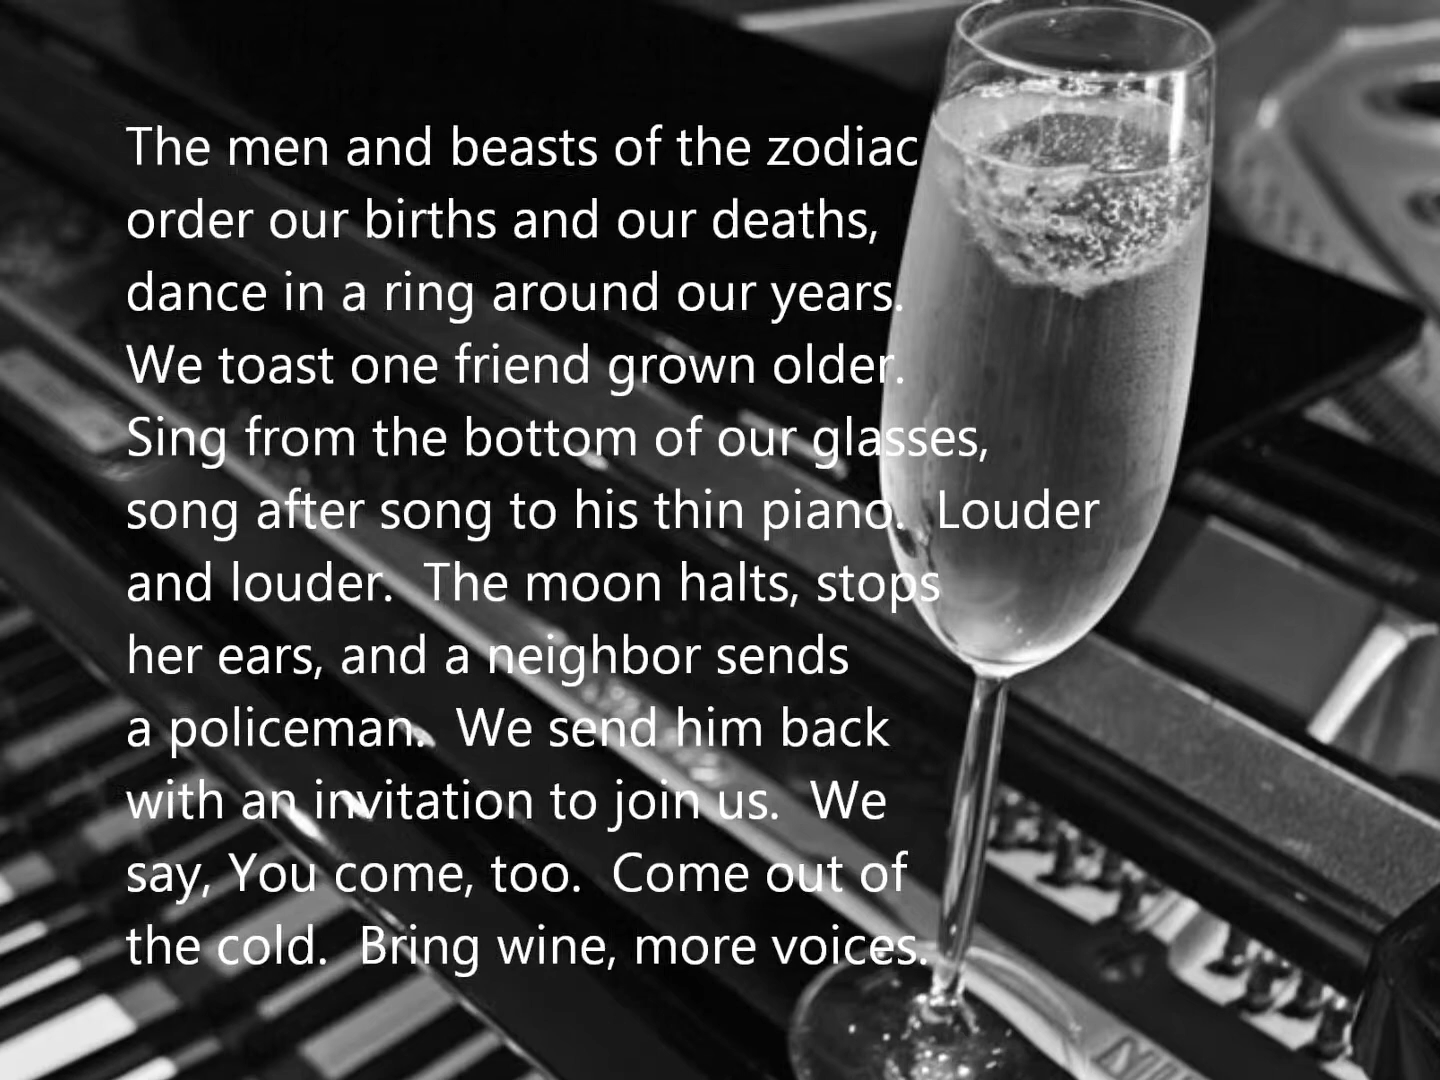 The men and beasts of the zodiac
order our births and our deaths,
dance in a ring around our years.
We toast one friend grown older.
Sing from the bottom of our glasses,
song after song to his thin piano.  Louder
and louder.  The moon halts, stops
her ears, and a neighbor sends
a policeman.  We send him back
with an invitation to join us.  We
say, You come, too.  Come out of
the cold.  Bring wine, more voices.